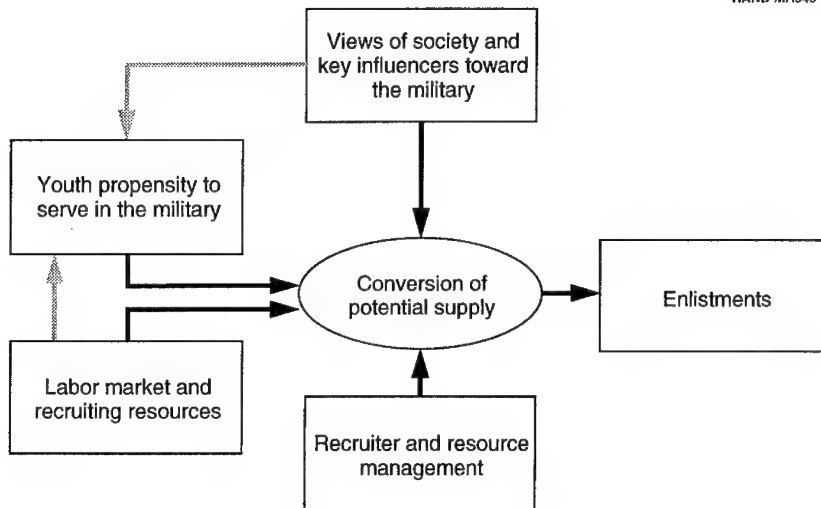 Views of society and
key influencers toward
the military
Youth propensity to
serve in the military
Conversion of
potential supply
Enlistments
Labor market and
recruiting resources
Recruiter and resource
management